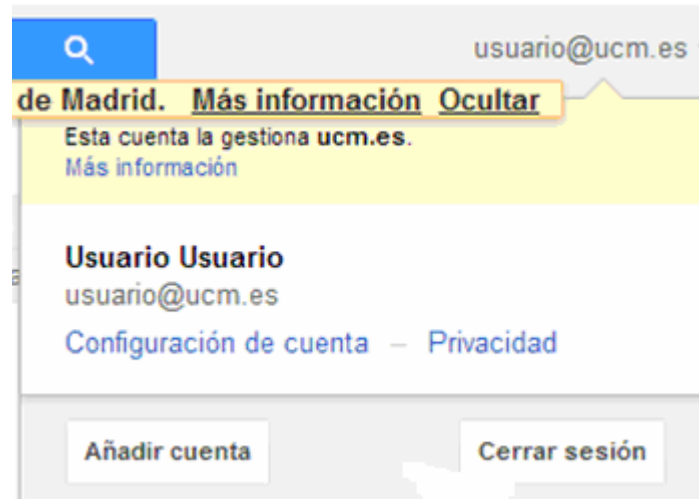 usuario@ucm.es
de Madrid. Más información Ocultar
Esta cuenta la gestiona ucm.es.
Más información
Usuario Usuario
usuario@ucm.es
Configuración de cuenta – Privacidad
Añadir cuenta
Cerrar sesión